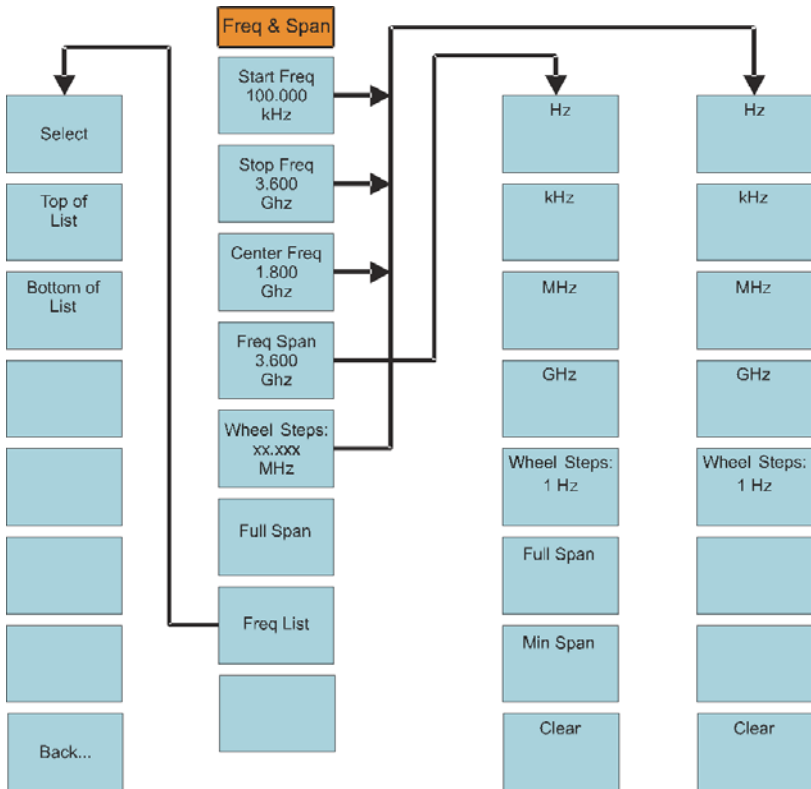 Freq & Span
Select
Top of
List
Bottom of
List
Back...
Start Freq
100.000
kHz
Stop Freq
3.600
Ghz
Center Freq
1.800
Ghz
Freq Span
3.600
Ghz
Wheel Steps:
xx.xxx
MHz
Full Span
Freq List
Hz
kHz
MHz
GHz
Wheel Steps:
1 Hz
Full Span
Min Span
Clear
Hz
kHz
MHz
GHz
Wheel Steps:
1 Hz
Clear